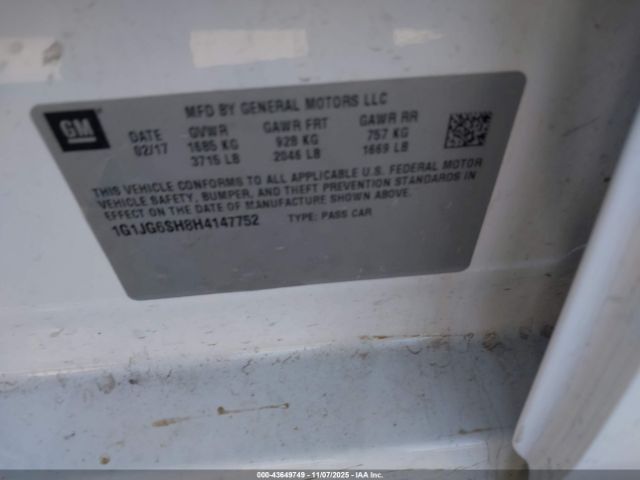 GM
MFD BY GENERAL MOTORS LLC
DATE GVWR GAWR FRT GAWR RR
02/17 1685 KG 928 KG 757 KG
3715 LB 2046 LB 1669 LB
THIS VEHICLE CONFORMS TO ALL APPLICABLE U.S. FEDERAL MOTOR
VEHICLE SAFETY, BUMPER, AND THEFT PREVENTION STANDARDS IN
EFFECT ON THE DATE OF MANUFACTURE SHOWN ABOVE.
1G1JG6SH8H4147752 TYPE: PASS CAR
000-43649749 - 11/07/2025 - IAA Inc.